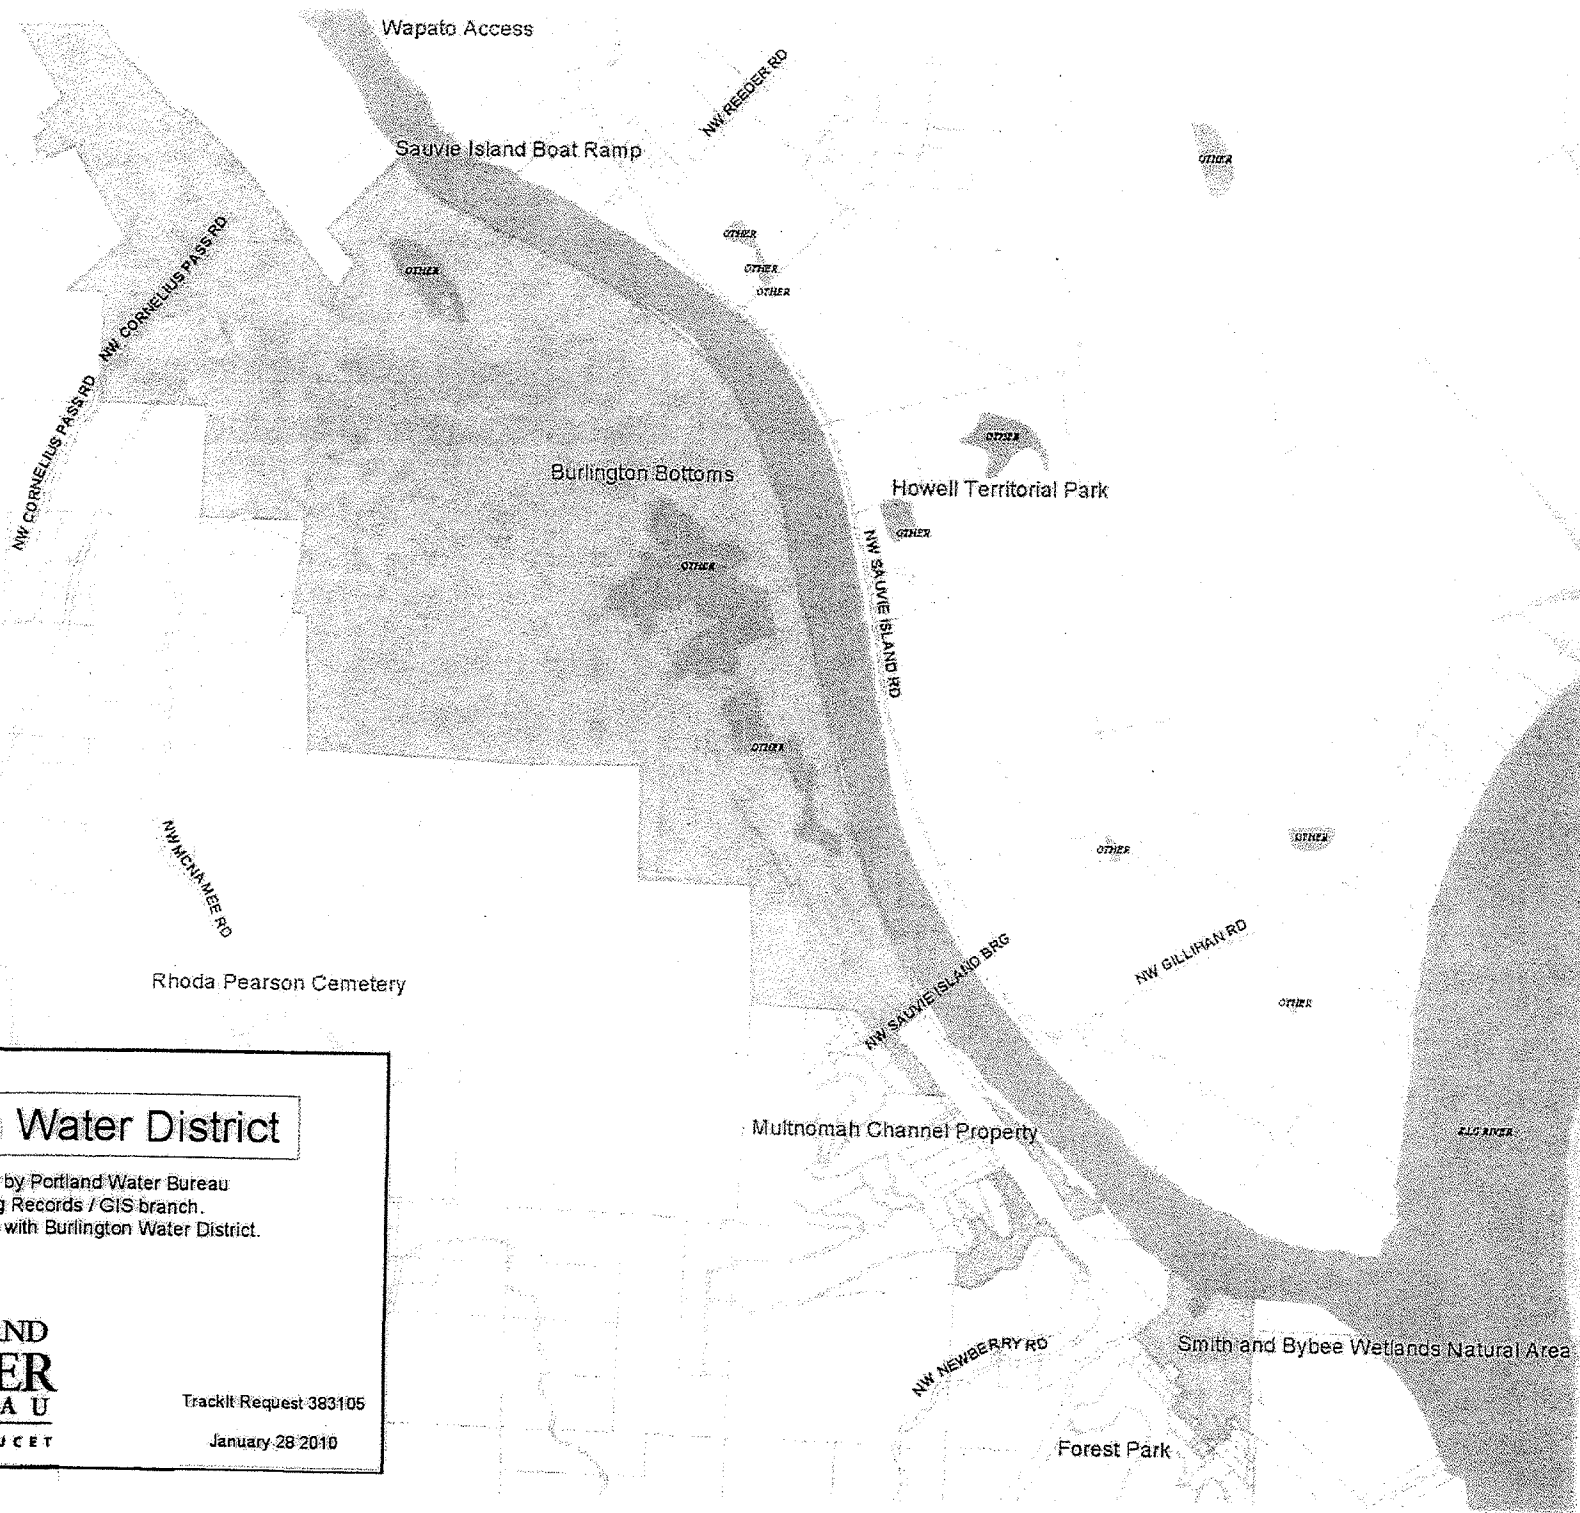 Wapato Access
NW REEDER RD
Sauvie Island Boat Ramp
OTHER
OTHER
OTHER
OTHER
OTHER
NW CORNELIUS PASS RD
NW CORNELIUS PASS RD
OTHER
Burlington Bottoms
Howell Territorial Park
OTHER
NW SAUVIE ISLAND RD
OTHER
OTHER
NW MCNAMEE RD
OTHER
OTHER
NW SAUVIE ISLAND BRG
NW GILLIHAN RD
Rhoda Pearson Cemetery
OTHER
Water District
Multnomah Channel Property
RIVER
by Portland Water Bureau
g Records / GIS branch.
with Burlington Water District.
AND
ER
A U
UCET
TrackIt Request 383105
January 28 2010
NW NEWBERRY RD
Smith and Bybee Wetlands Natural Area
Forest Park